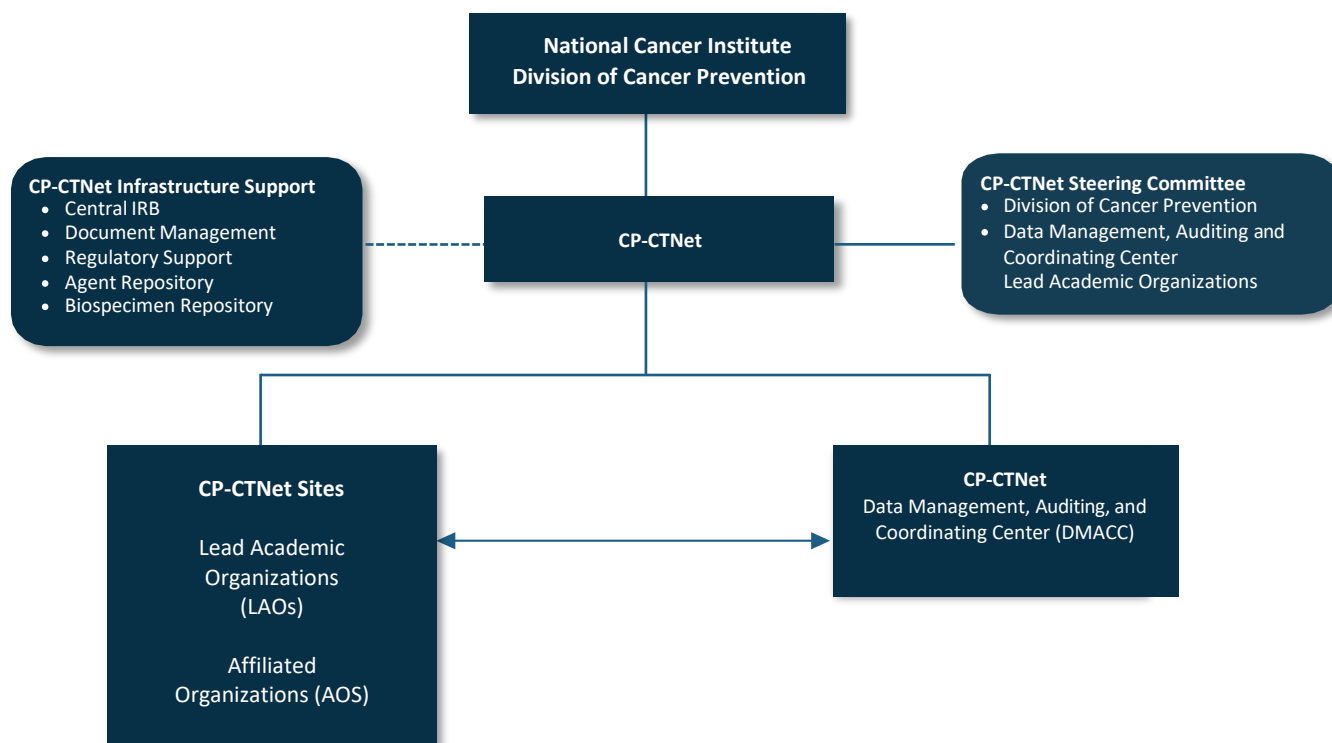 National Cancer Institute
Division of Cancer Prevention
CP-CTNet Infrastructure Support
• Central IRB
• Document Management
• Regulatory Support
• Agent Repository
• Biospecimen Repository
CP-CTNet
CP-CTNet Steering Committee
• Division of Cancer Prevention
• Data Management, Auditing and
Coordinating Center
Lead Academic Organizations
CP-CTNet Sites
Lead Academic
Organizations
(LAOs)
Affiliated
Organizations (AOS)
CP-CTNet
Data Management, Auditing, and
Coordinating Center (DMACC)